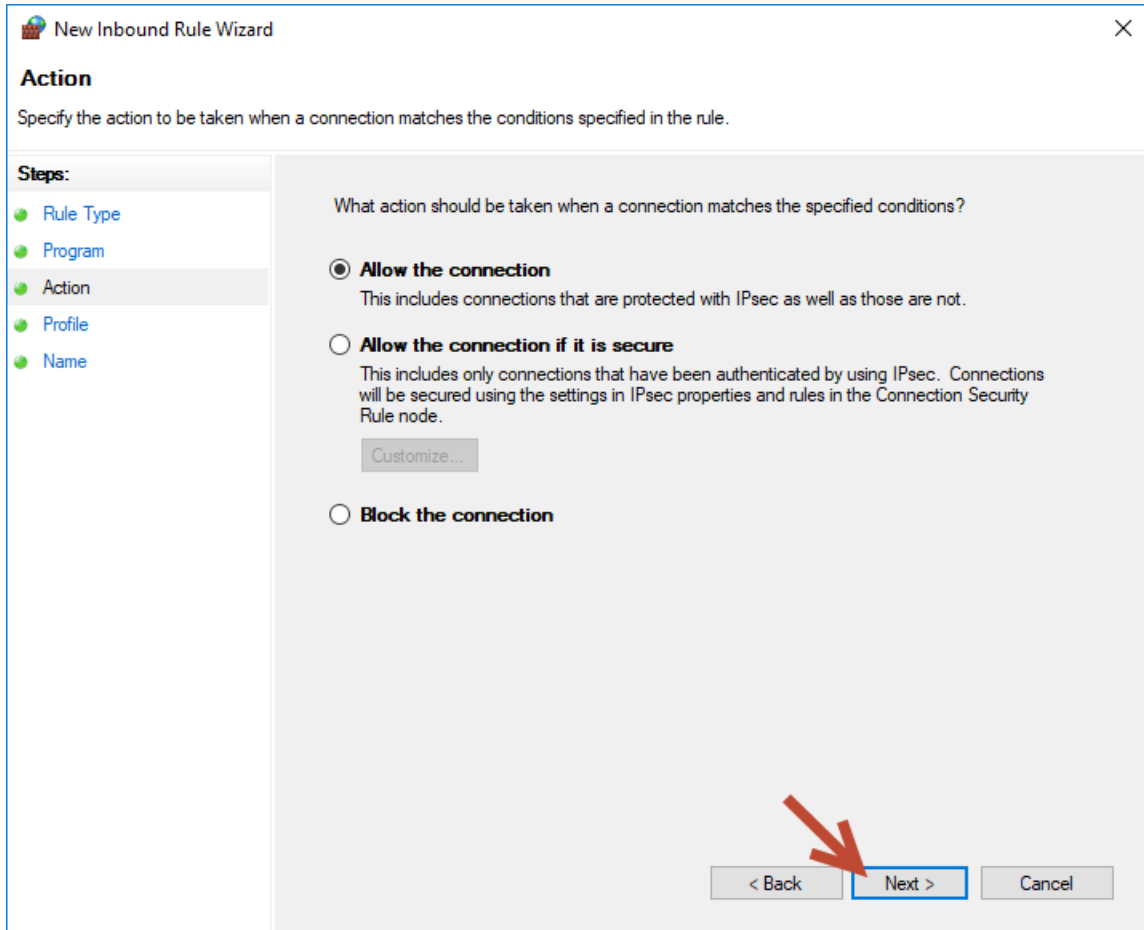 New Inbound Rule Wizard
Action
Specify the action to be taken when a connection matches the conditions specified in the rule.
Steps:
Rule Type
Program
Action
Profile
Name
What action should be taken when a connection matches the specified conditions?
Allow the connection
This includes connections that are protected with IPsec as well as those are not.
Allow the connection if it is secure
This includes only connections that have been authenticated by using IPsec. Connections
will be secured using the settings in IPsec properties and rules in the Connection Security
Rule node.
Customize...
Block the connection
< Back
Next >
Cancel